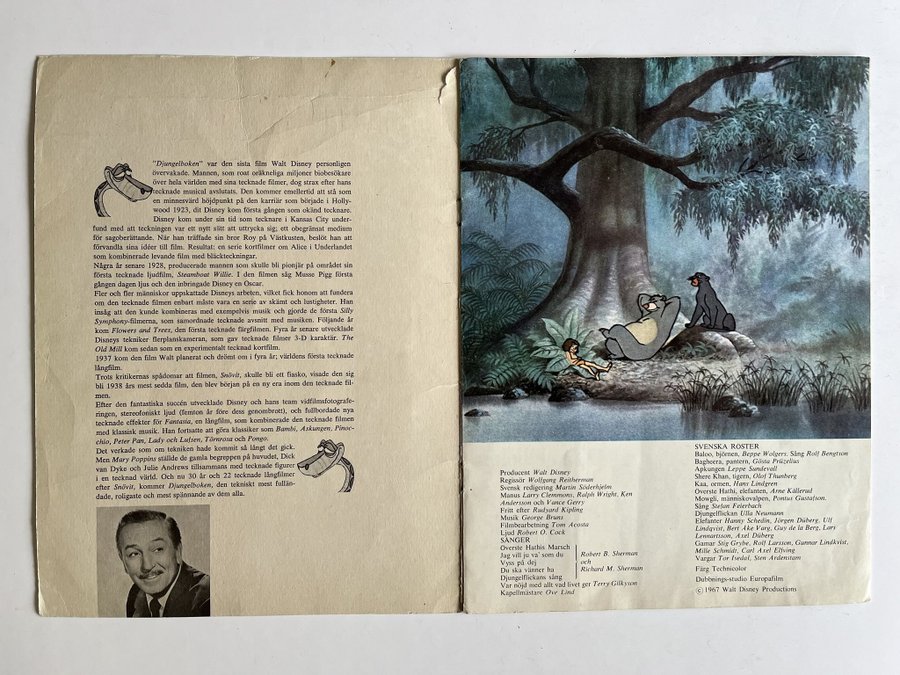 "Djungelboken" var den sista film Walt Disney personligen
övervakade. Mannen, som rost oräkneliga miljoner biobesökare
över hela världen med sina tecknade filmer, dog strax efter hans
tecknade musical avslutats. Den kommer emellertid att stå som
en minnesvärd höjdpunkt på den karriär som började i Holly-
wood 1923, dit Disney kom första gången som okänd tecknare.
Disney kom under sin tid som tecknare i Kansas City under-
fund med att teckningar var ett nytt sätt att uttrycka sig; ett obegränsat medium
för sagoberättande. När han träffade sin bror Roy på Västkusten, beslöt han att
förvandla sina idéer till film. Resultat: en serie kortfilmer om Alice i Underlandet
som kombinerade levande film med bläckteckningar.
Några år senare 1928, producerade mannen som skulle bli pionjär på området sin
första tecknade ljudfilm, Steamboat Willie. I den filmen såg Musse Pigg första
gången dagen ljus och den inbringade Disney en Oscar.
Fler och fler människor uppskattade Disneys arbeten, vilket fick honom att fundera
om den tecknade filmen enbart måste vara en serie av skämt och lustigheter. Han
insåg att den kunde kombineras med exempelvis musik och gjorde de första Silly
Symphony-filmerna, som samordnade tecknade avsnitt med musiken. Följande år
kom Flowers and Trees, den första tecknade färgfilmen. Fyra år senare utvecklade
Disneys tekniker flerplanskameran, som gav tecknade filmer 3-D karaktär. The
Old Mill kom sedan som en experimentalt tecknad kortfilm.
1937 kom den film Walt planerat och drömt om i fyra år; världens första tecknade
långfilm.
Trots kritikernas spådomar att filmen, Snövit, skulle bli ett fiasko, visade den sig
bli 1938 års mest sedda film, den blev början på en ny era inom den tecknade fil-
men.
Efter den fantastiska succén utvecklade Disney och hans team vidfilmsfotografe-
ringen, stereofoniskt ljud (femton år före dess genombrott), och fullbordade nya
tecknade effekter för Fantasia, en långfilm, som kombinerade den tecknade filmen
med klassisk musik. Han fortsatte att göra klassiker som Bambi, Askungen, Pinoc-
chio, Peter Pan, Lady och Lufsen, Törnrosa och Pongo.
Det verkade som om tekniken hade kommit så långt det gick.
Men Mary Poppins ställde de gamla begreppen på huvudet, Dick
van Dyke och Julie Andrews tillsammans med tecknade figurer
i en tecknad värld. Och nu 30 år och 22 tecknade långfilmer
efter Snövit, kommer Djungelboken, den tekniskt mest fullän-
dade, roligaste och mest spännande av dem alla.
Producent Walt Disney
Regissör Wolfgang Reitherman
Svensk redigering Martin Söderhjelm
Manus Larry Clemmons, Ralph Wright, Ken
Andersson och Vance Gerry
Fritt efter Rudyard Kipling
Musik George Bruns
Filmbearbetning Tom Acosta
Ljud Robert O. Cock
SÅNGER
Överste Hathis Marsch
Jag vill ju va' som du
Vyss på dej
Du ska vänner ha
Djungelflickans sång
Robert B. Sherman
och
Richard M. Sherman
Var nöjd med allt vad livet ger Terry Gilkyson
Kapellmästare Ove Lind
SVENSKA RÖSTER
Baloo, björnen, Beppe Wolgers. Sång Rolf Bengtson
Bagheera, pantern, Gösta Prüzelius
Apkungen Leppe Sundevall
Shere Khan, tigern, Olof Thunberg
Kaa, ormen, Hans Lindgren
Överste Hathi, elefanten, Arne Källerud
Mowgli, människovalpen, Pontus Gustafson.
Sång Stefan Feierbach
Djungelflickan Ulla Neumann
Elefanter Hanny Schedin, Jörgen Düberg, Ulf
Lindqvist, Bert Åke Varg, Guy de la Berg, Lars
Lennartsson, Axel Düberg
Gamar Stig Grybe, Rolf Larsson, Gunnar Lindkvist,
Mille Schmidt, Carl Axel Elfving
Vargar Tor Isedal, Sten Ardenstam
Färg Technicolor
Dubbnings-studio Europafilm
© 1967 Walt Disney Productions